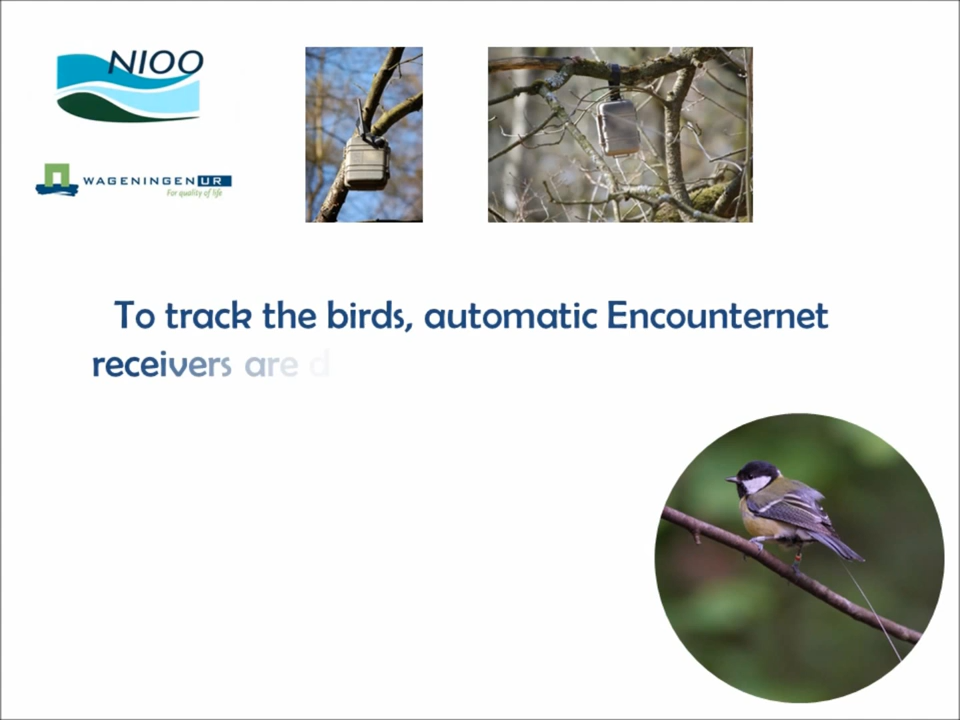 NIOO
WAGENINGEN UR
For quality of life
To track the birds, automatic Encounternet
receivers are d